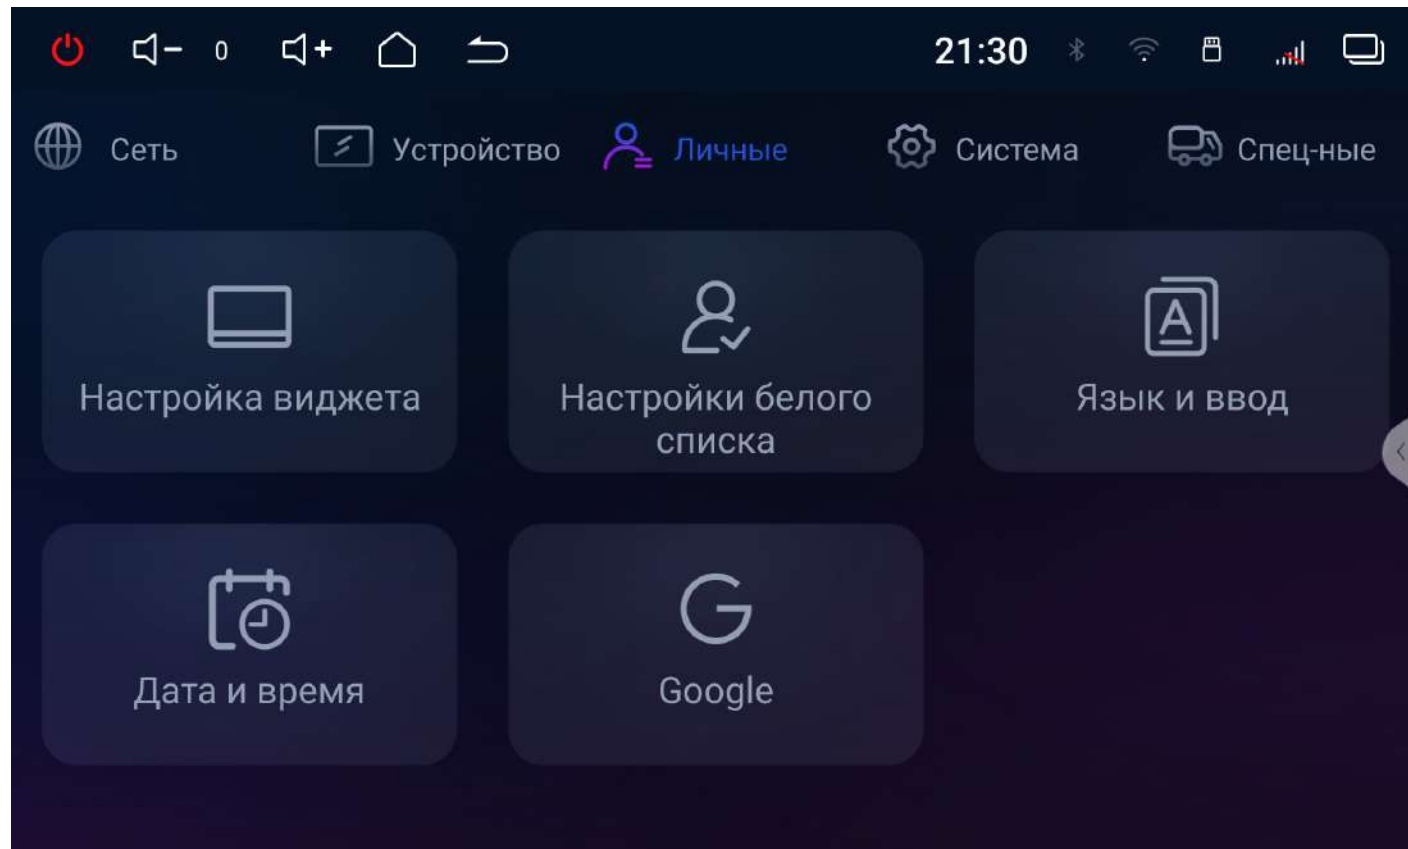 0
21:30
Сеть
Устройство
Личные
Система
Спец-ные
Настройка виджета
Настройки белого
списка
Язык и ввод
Дата и время
Google